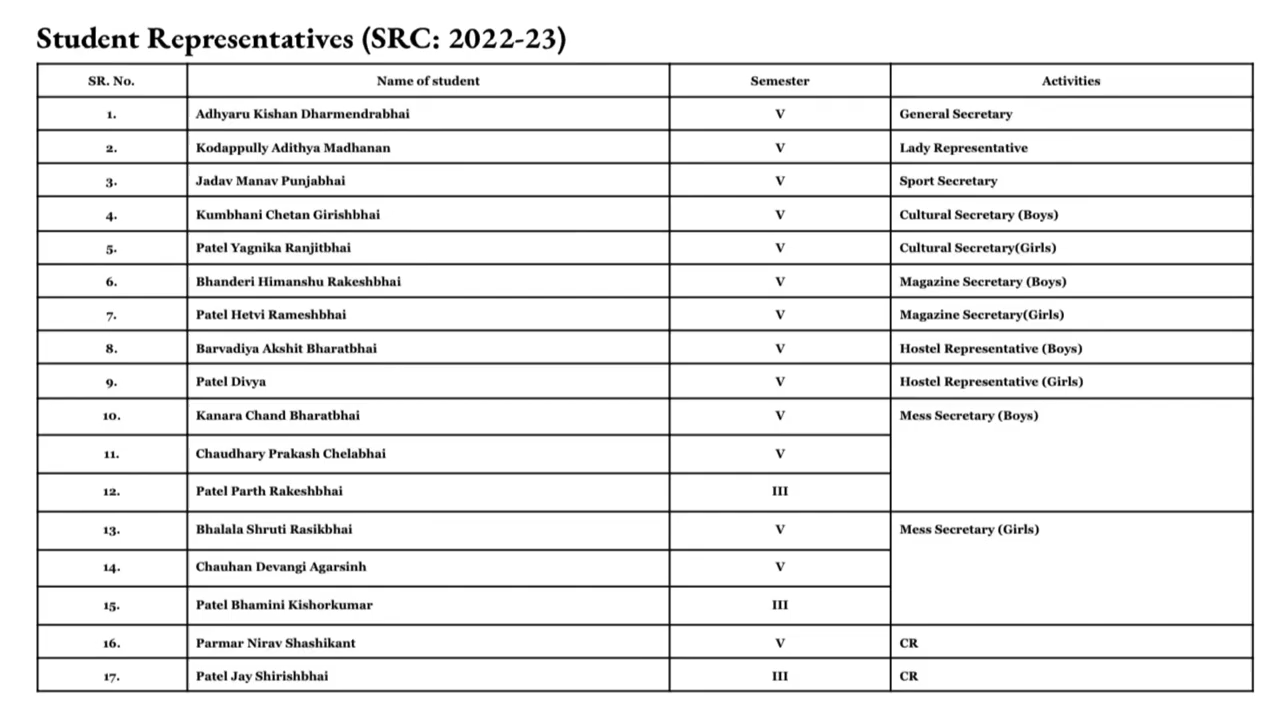 Student Representatives (SRC: 2022-23)
SR. No. Name of student Semester Activities
1. Adhyaru Kishan Dharmendrabhai V General Secretary
2. Kodappully Adithya Madhanan V Lady Representative
3. Jadav Manav Punjabhai V Sport Secretary
4. Kumbhani Chetan Girishbhai V Cultural Secretary (Boys)
5. Patel Yagnika Ranjitbhai V Cultural Secretary(Girls)
6. Bhanderi Himanshu Rakeshbhai V Magazine Secretary (Boys)
7. Patel Hetvi Rameshbhai V Magazine Secretary(Girls)
8. Barvadiya Akshit Bharatbhai V Hostel Representative (Boys)
9. Patel Divya V Hostel Representative (Girls)
10. Kanara Chand Bharatbhai V Mess Secretary (Boys)
11. Chaudhary Prakash Chelabhai V
12. Patel Parth Rakeshbhai III
13. Bhalala Shruti Rasikbhai V Mess Secretary (Girls)
14. Chauhan Devangi Agarsinh V
15. Patel Bhamini Kishorkumar III
16. Parmar Nirav Shashikant V CR
17. Patel Jay Shirishbhai III CR